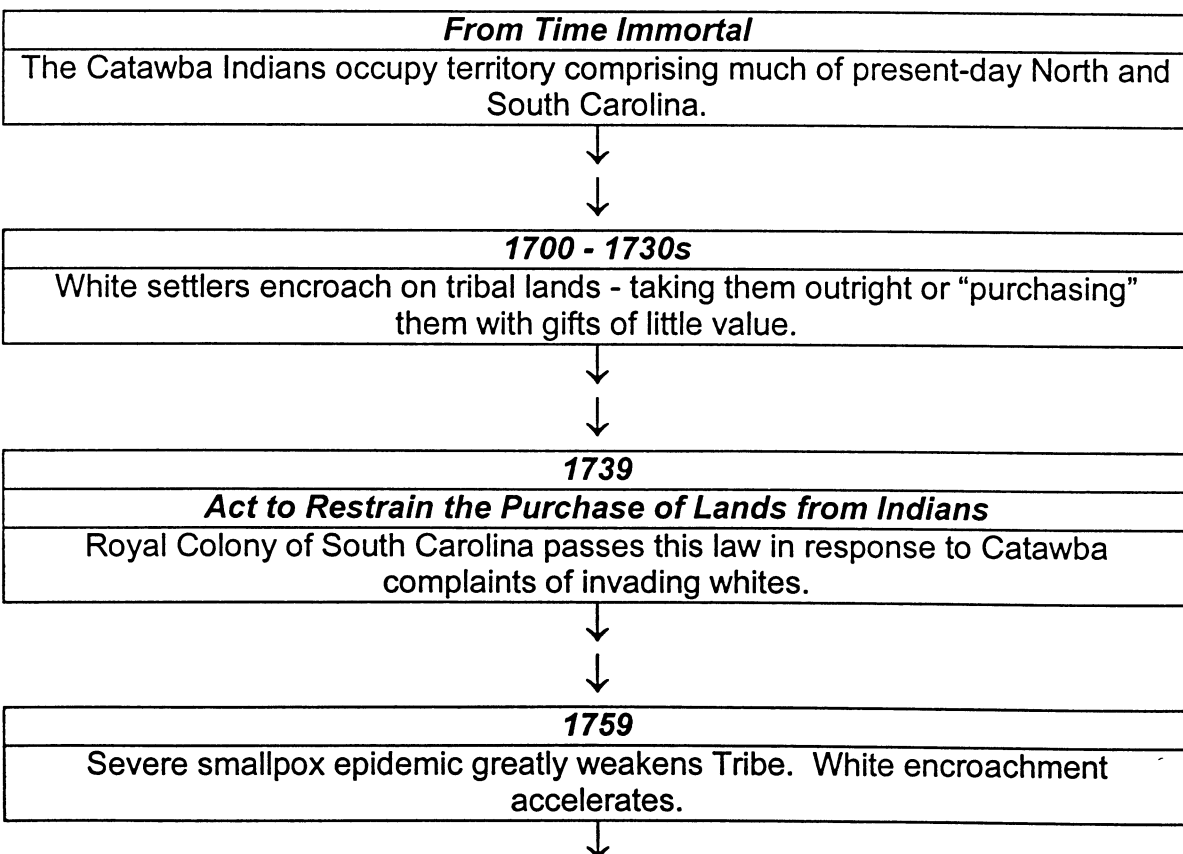 From Time Immortal
The Catawba Indians occupy territory comprising much of present-day North and
South Carolina.
1700 - 1730s
White settlers encroach on tribal lands - taking them outright or “purchasing”
them with gifts of little value.
1739
Act to Restrain the Purchase of Lands from Indians
Royal Colony of South Carolina passes this law in response to Catawba
complaints of invading whites.
1759
Severe smallpox epidemic greatly weakens Tribe. White encroachment
accelerates.